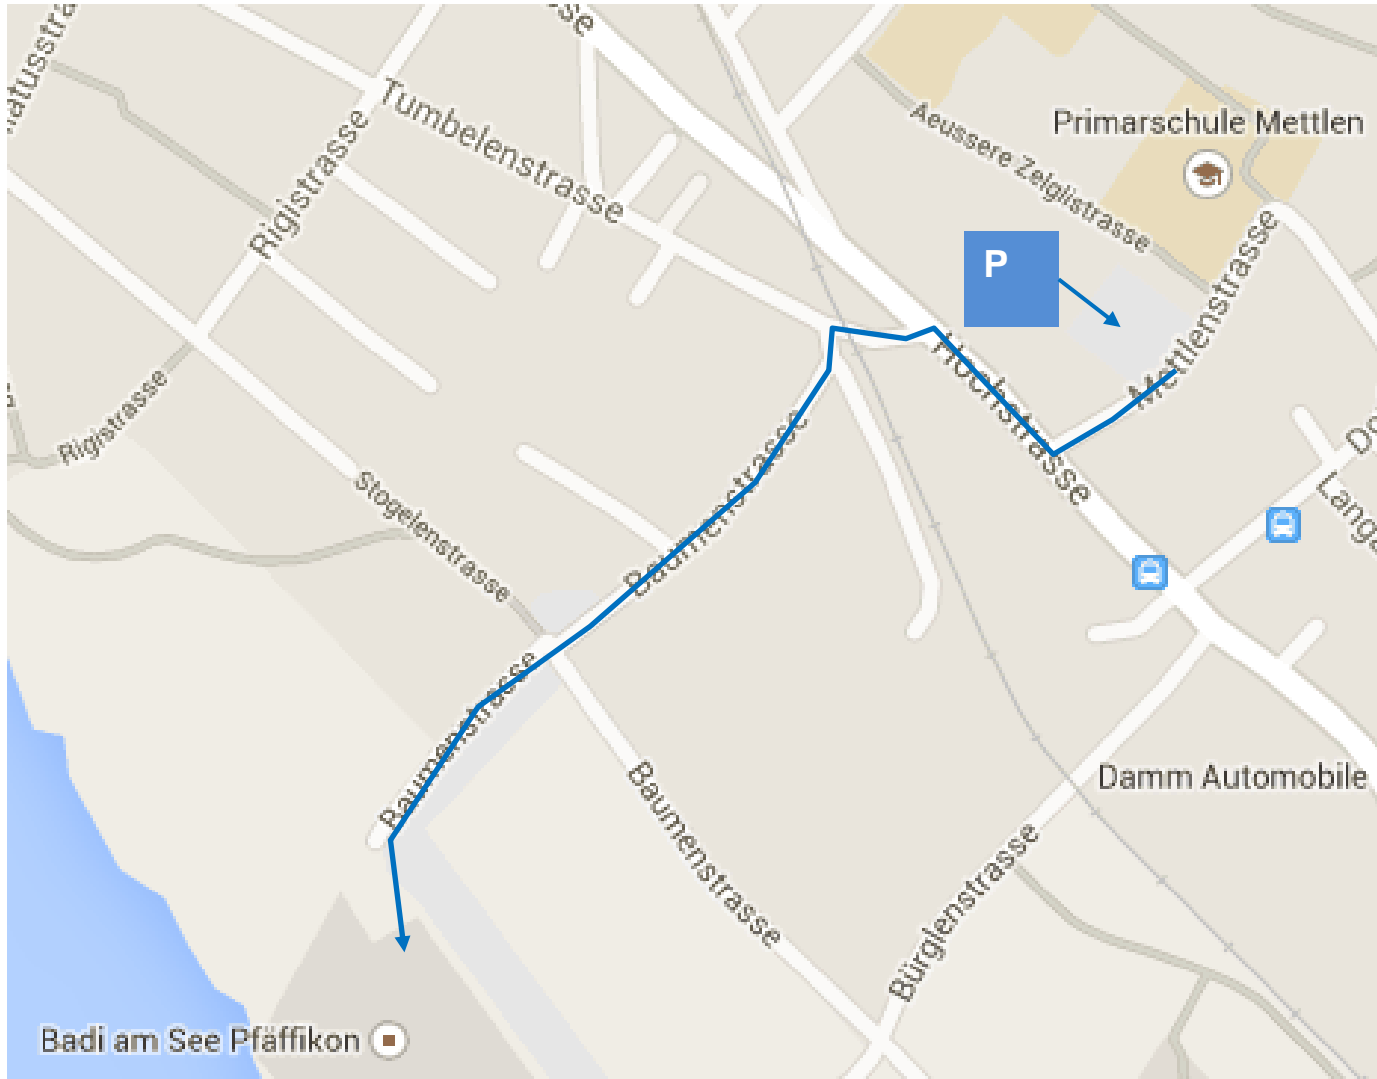 Tumbelenstrasse
Primarschule Mettlen
Aeussere Zelglistrasse
Rigistrasse
P
Mettlenstrasse
Hochstrasse
Rigistrasse
Baumenstrasse
Stogelenstrasse
Baumenstrasse
Baumenstrasse
Damm Automobile
Bürglenstrasse
Badi am See Pfäffikon